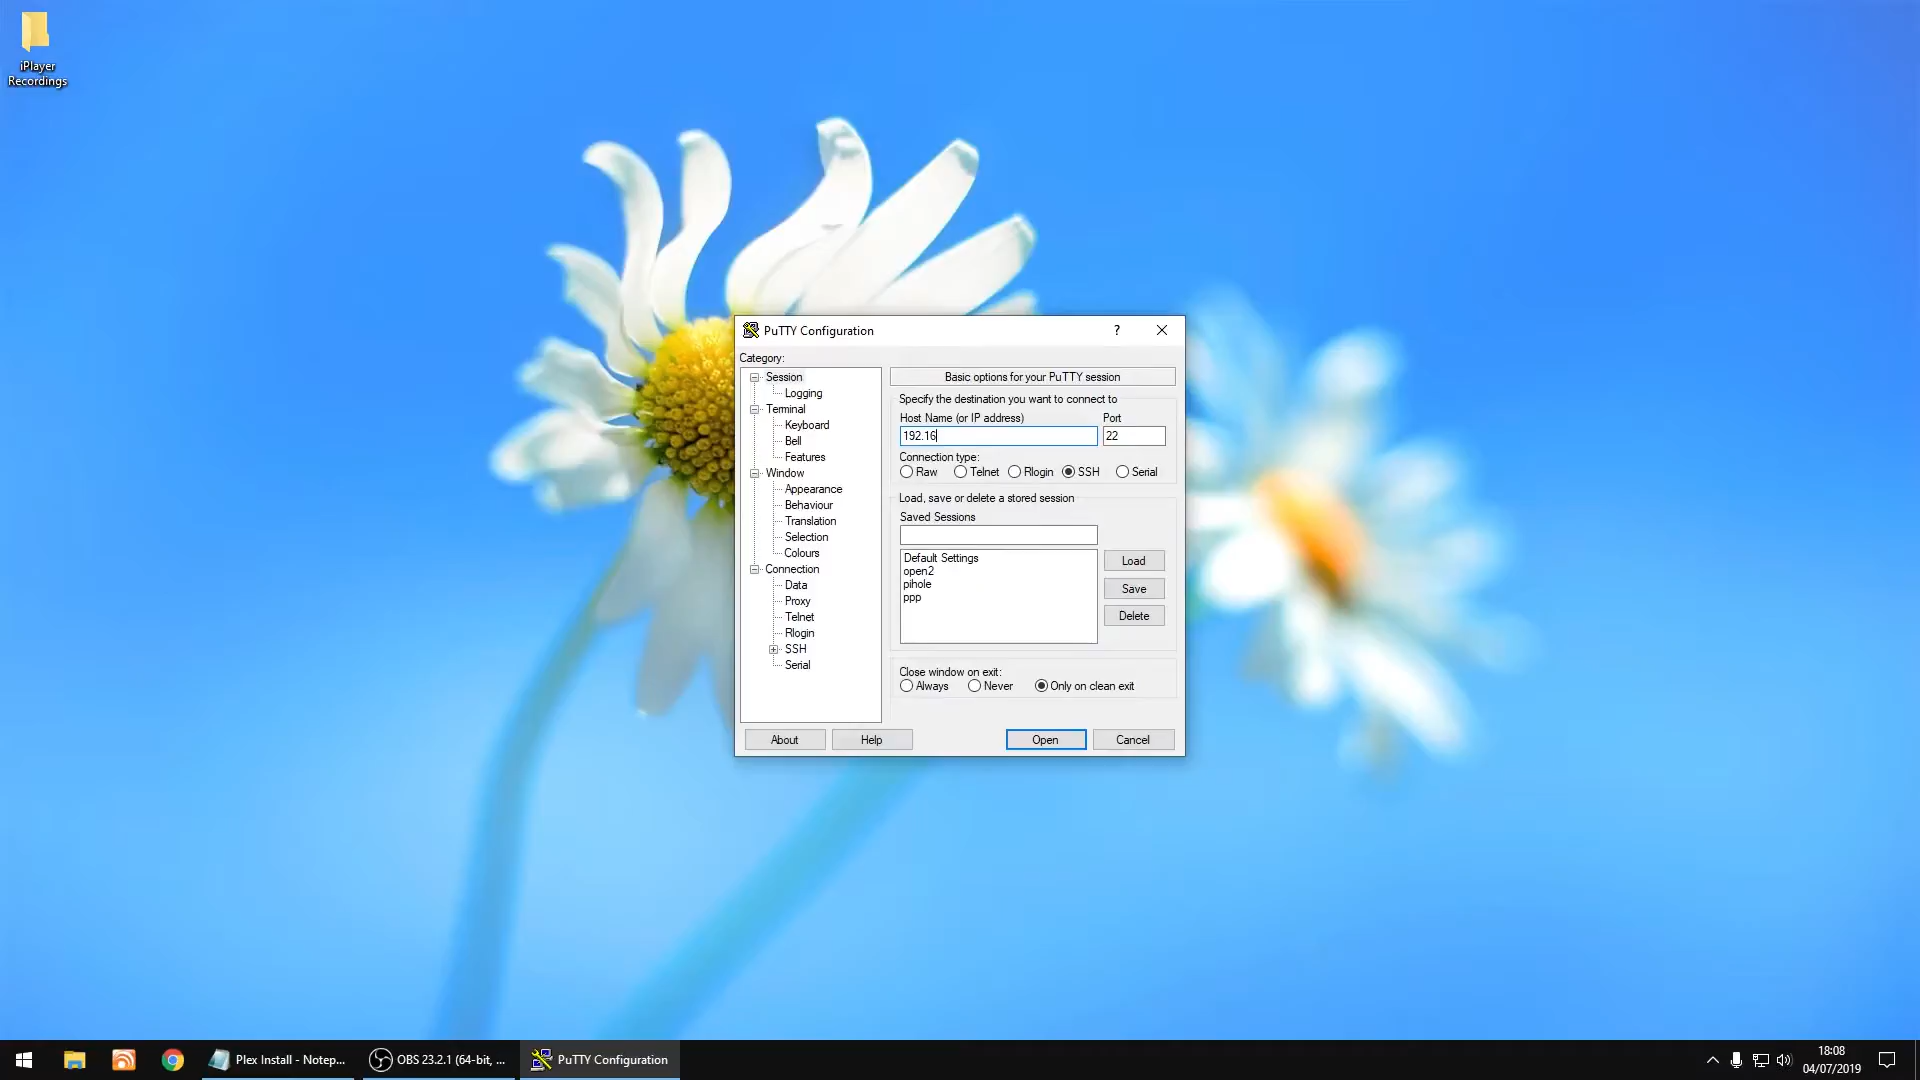 iPlayer
Recordings
PuTTY Configuration
?
Category:
Session
Logging
Terminal
Keyboard
Bell
Features
Window
Appearance
Behaviour
Translation
Selection
Colours
Connection
Data
Proxy
Telnet
Rlogin
SSH
Serial
Basic options for your PuTTY session
Specify the destination you want to connect to
Host Name (or IP address) Port
192.16 22
Connection type:
Raw Telnet Rlogin SSH Serial
Load, save or delete a stored session
Saved Sessions
Default Settings
open2
pihole
ppp
Load
Save
Delete
Close window on exit:
Always Never Only on clean exit
About Help Open Cancel
Plex Install - Notep... OBS 23.2.1 (64-bit, ... PuTTY Configuration
18:08
04/07/2019